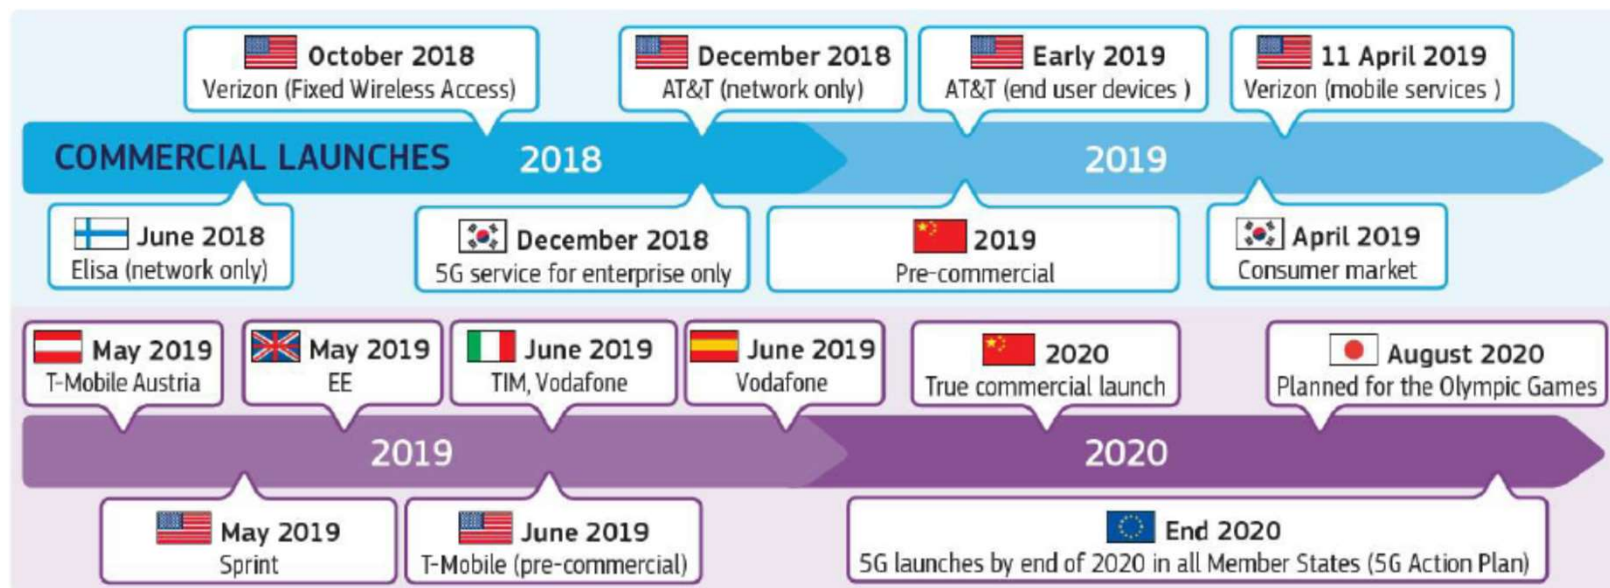 October 2018
Verizon (Fixed Wireless Access)
December 2018
AT&T (network only)
Early 2019
AT&T (end user devices )
11 April 2019
Verizon (mobile services )
COMMERCIAL LAUNCHES
2018
2019
June 2018
Elisa (network only)
December 2018
5G service for enterprise only
2019
Pre-commercial
April 2019
Consumer market
May 2019
T-Mobile Austria
May 2019
EE
June 2019
TIM, Vodafone
June 2019
Vodafone
2020
True commercial launch
August 2020
Planned for the Olympic Games
2019
2020
May 2019
Sprint
June 2019
T-Mobile (pre-commercial)
End 2020
5G launches by end of 2020 in all Member States (5G Action Plan)